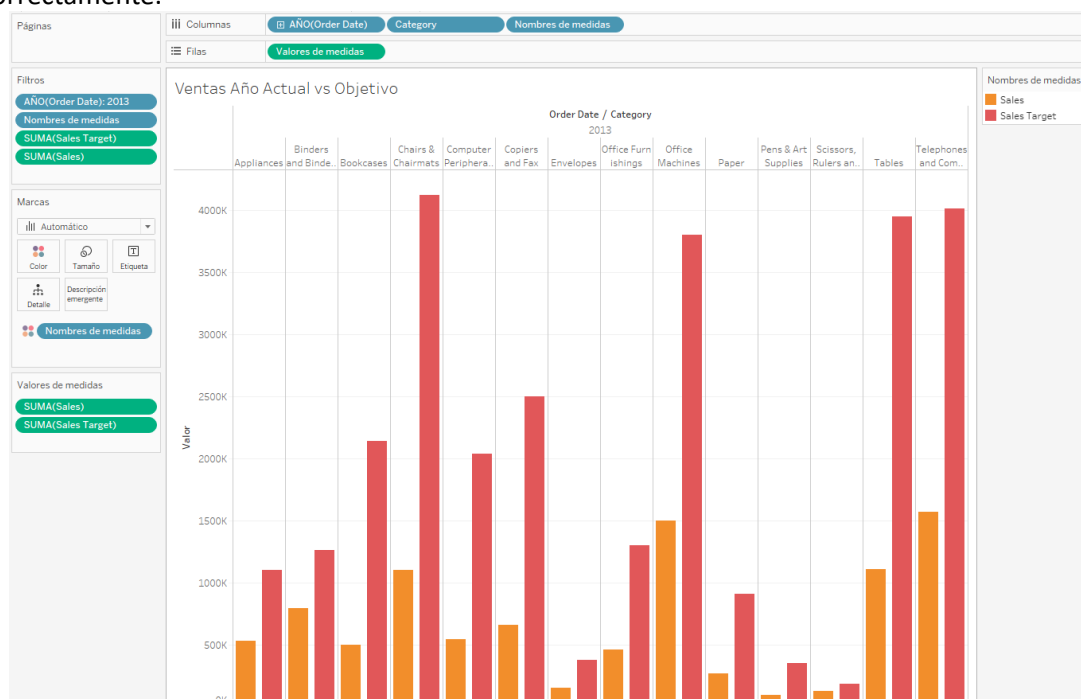 orrectamente.
Páginas
Columnas
AÑO(Order Date)
Category
Nombres de medidas
Filas
Valores de medidas
Filtros
AÑO(Order Date): 2013
Nombres de medidas
SUMA(Sales Target)
SUMA(Sales)
Marcas
Automático
Color
Tamaño
Etiqueta
Detalle
Descripción
emergente
Nombres de medidas
Valores de medidas
SUMA(Sales)
SUMA(Sales Target)
Ventas Año Actual vs Objetivo
Order Date / Category
2013
Appliances
Binders
and Binde..
Bookcases
Chairs &
Chairmats
Computer
Periphera..
Copiers
and Fax
Envelopes
Office Furn
ishings
Office
Machines
Paper
Pens & Art
Supplies
Scissors,
Rulers an..
Tables
Telephones
and Com..
Valor
4000K
3500K
3000K
2500K
2000K
1500K
1000K
500K
0K
Nombres de medidas
Sales
Sales Target